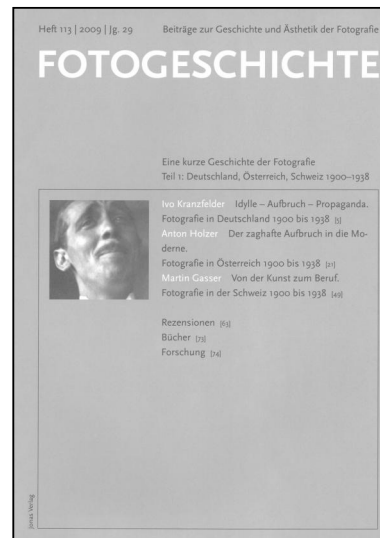 Heft 113 | 2009 | Jg. 29 Beiträge zur Geschichte und Ästhetik der Fotografie
FOTOGESCHICHTE
Eine kurze Geschichte der Fotografie
Teil 1: Deutschland, Österreich, Schweiz 1900–1938
Ivo Kranzfelder Idylle – Aufbruch – Propaganda.
Fotografie in Deutschland 1900 bis 1938 [5]
Anton Holzer Der zaghafte Aufbruch in die Mo-
derne.
Fotografie in Österreich 1900 bis 1938 [21]
Martin Gasser Von der Kunst zum Beruf.
Fotografie in der Schweiz 1900 bis 1938 [49]
Rezensionen [63]
Bücher [73]
Forschung [74]
Jonas Verlag